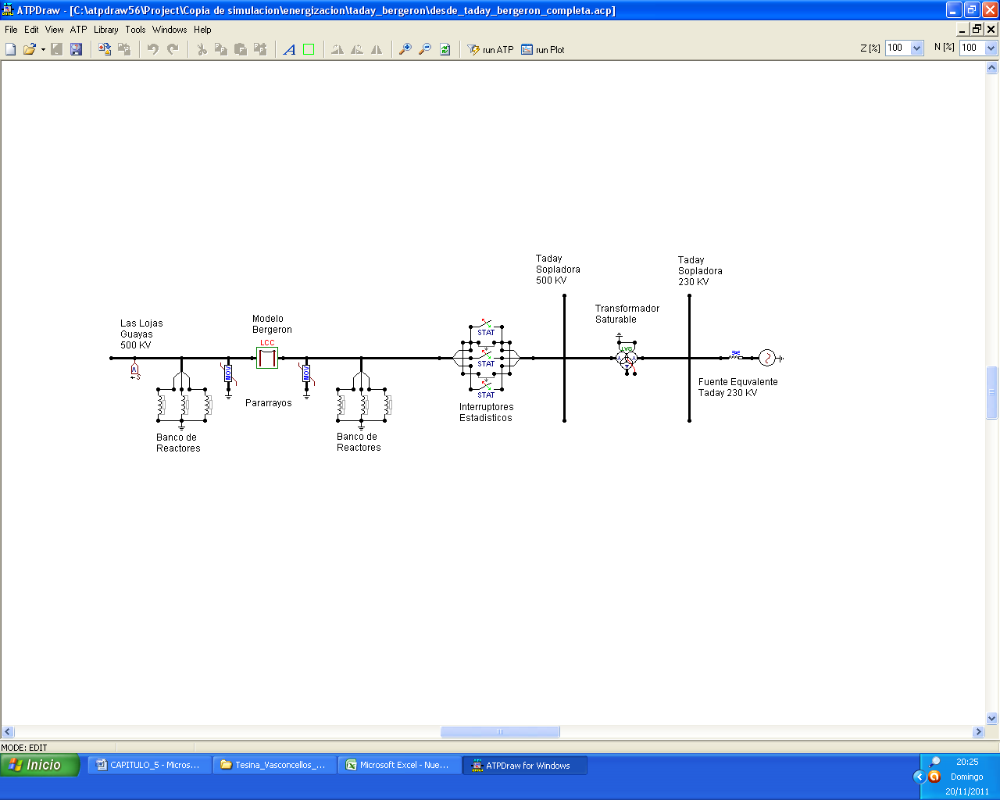 ATPDraw - [C:\atpdraw56\Project\Copia de simulacion\energizacion\taday_bergeron\desde_taday_bergeron_completa.acp]
File Edit View ATP Library Tools Windows Help
run ATP run Plot Z [%] 100 N [%] 100
Taday
Sopladora
500 KV
Taday
Sopladora
230 KV
Transformador
Saturable
SAT
Las Lojas
Guayas
500 KV
Modelo
Bergeron
LCC
V
S
MOV
MOV
STAT
STAT
STAT
Pararrayos
Interruptores
Estadisticos
Fuente Equvalente
Taday 230 KV
Banco de
Reactores
Banco de
Reactores
MODE: EDIT
Inicio
CAPITULO_5 - Micros...
Tesina_Vasconcellos_...
Microsoft Excel - Nue...
ATPDraw for Windows
20:25
Domingo
20/11/2011